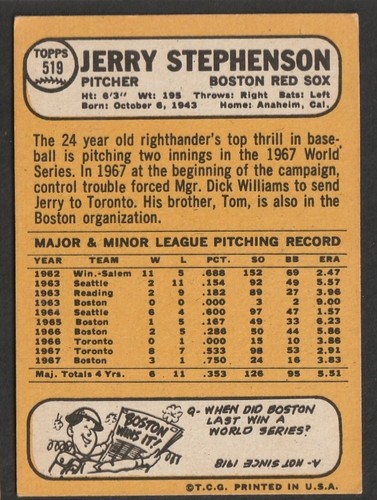 TOPPS
519
JERRY STEPHENSON
PITCHER BOSTON RED SOX
Ht: 6'3" Wt: 195 Throws: Right Bats: Left
Born: October 6, 1943 Home: Anaheim, Cal.
The 24 year old righthander's top thrill in base-
ball is pitching two innings in the 1967 World
Series. In 1967 at the beginning of the campaign,
control trouble forced Mgr. Dick Williams to send
Jerry to Toronto. His brother, Tom, is also in the
Boston organization.
MAJOR & MINOR LEAGUE PITCHING RECORD
YEAR TEAM W L PCT. SO BB ERA
1962 Win.-Salem 11 5 .688 152 69 2.47
1963 Seattle 2 11 .154 92 49 5.57
1963 Reading 2 9 .182 89 27 3.96
1963 Boston 0 0 .000 3 2 9.00
1964 Seattle 6 4 .600 97 47 1.57
1965 Boston 1 5 .167 49 33 6.23
1966 Boston 2 5 .286 50 44 5.86
1966 Toronto 0 1 .000 15 10 3.86
1967 Toronto 8 7 .533 98 53 2.91
1967 Boston 3 1 .750 24 16 3.83
Maj. Totals 4 Yrs. 6 11 .353 126 95 5.51
BOSTON
WINS IT!
Q- WHEN DID BOSTON
LAST WIN A
WORLD SERIES?
A- NOT SINCE 1918
©T.C.G. PRINTED IN U.S.A.